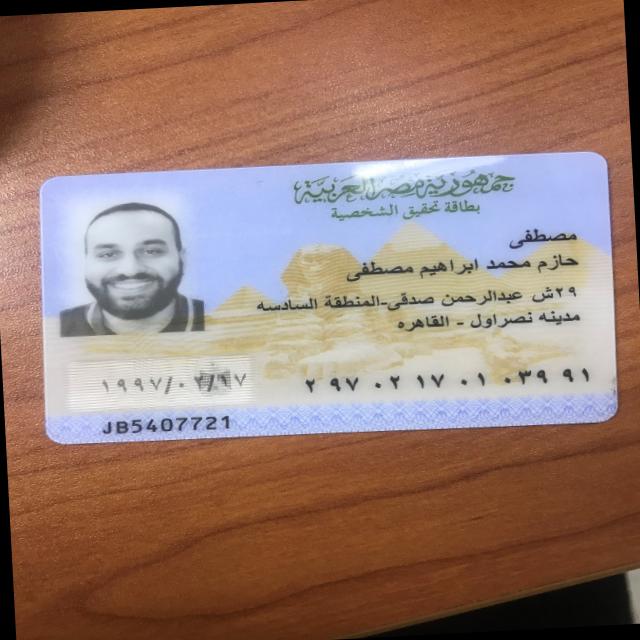 جمهورية مصر العربية
بطاقة تحقيق الشخصية
مصطفى
حازم محمد ابراهيم مصطفى
٢٩ش عبدالرحمن صدقى-المنطقة السادسه
مدينه نصراول - القاهره
٢ ٩٧ ٠٢ ١٧ ٠١ ٠٣٩ ٩١
١٩٩٧/٠٢/١٧
JB5407721